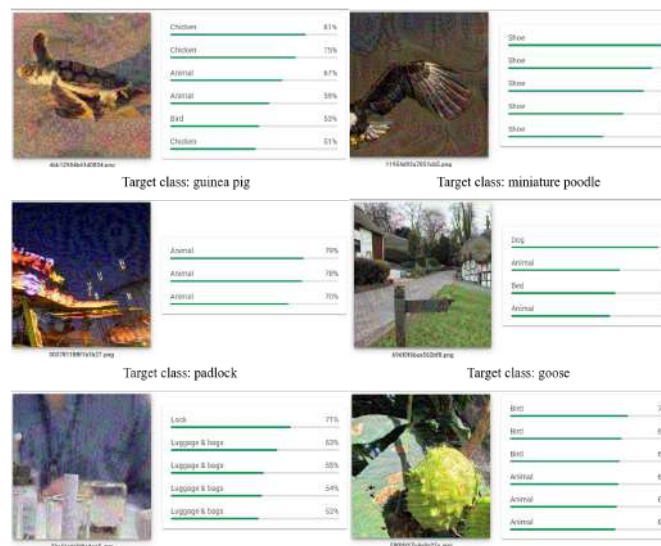 Chicken 81%
Chicken 75%
Animal 67%
Animal 59%
Bird 53%
Chicken 51%
Shoe
Shoe
Shoe
Shoe
Shoe
Target class: guinea pig
Target class: miniature poodle
Animal 79%
Animal 78%
Animal 70%
Dog
Animal
Bird
Animal
Target class: padlock
Target class: goose
Lock 71%
Luggage & bags 63%
Luggage & bags 55%
Luggage & bags 54%
Luggage & bags 52%
Bird
Bird
Bird
Animal
Animal
Animal